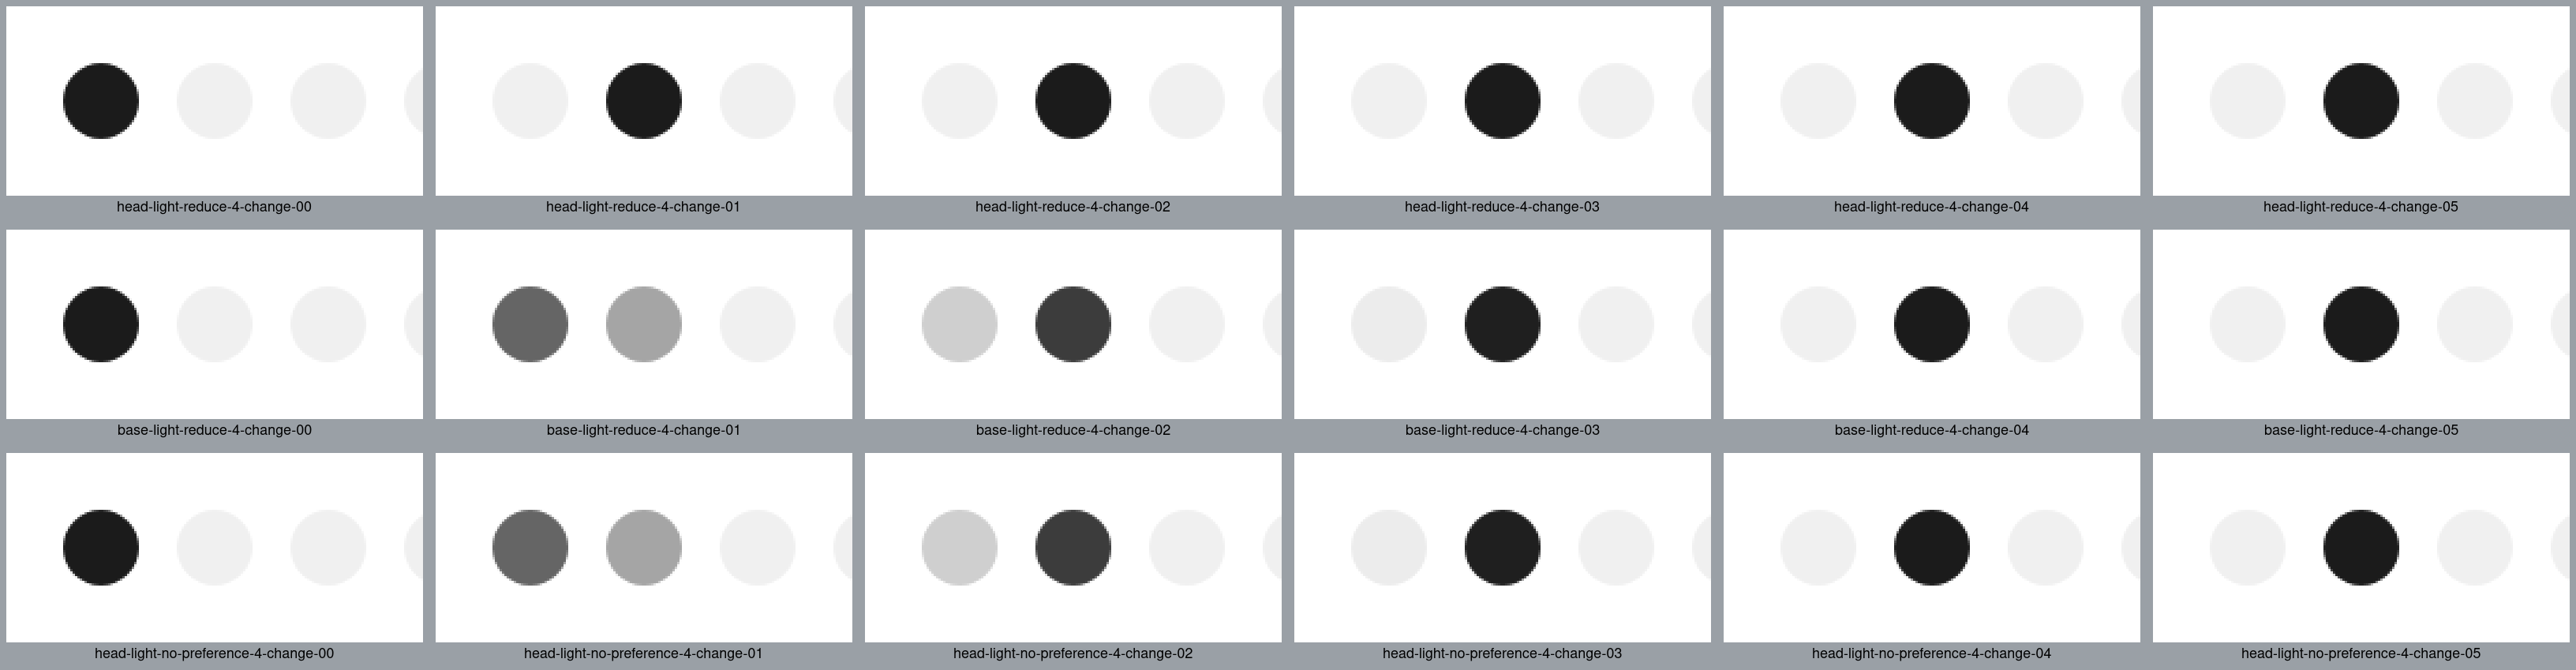 head-light-reduce-4-change-00
head-light-reduce-4-change-01
head-light-reduce-4-change-02
head-light-reduce-4-change-03
head-light-reduce-4-change-04
head-light-reduce-4-change-05
base-light-reduce-4-change-00
base-light-reduce-4-change-01
base-light-reduce-4-change-02
base-light-reduce-4-change-03
base-light-reduce-4-change-04
base-light-reduce-4-change-05
head-light-no-preference-4-change-00
head-light-no-preference-4-change-01
head-light-no-preference-4-change-02
head-light-no-preference-4-change-03
head-light-no-preference-4-change-04
head-light-no-preference-4-change-05